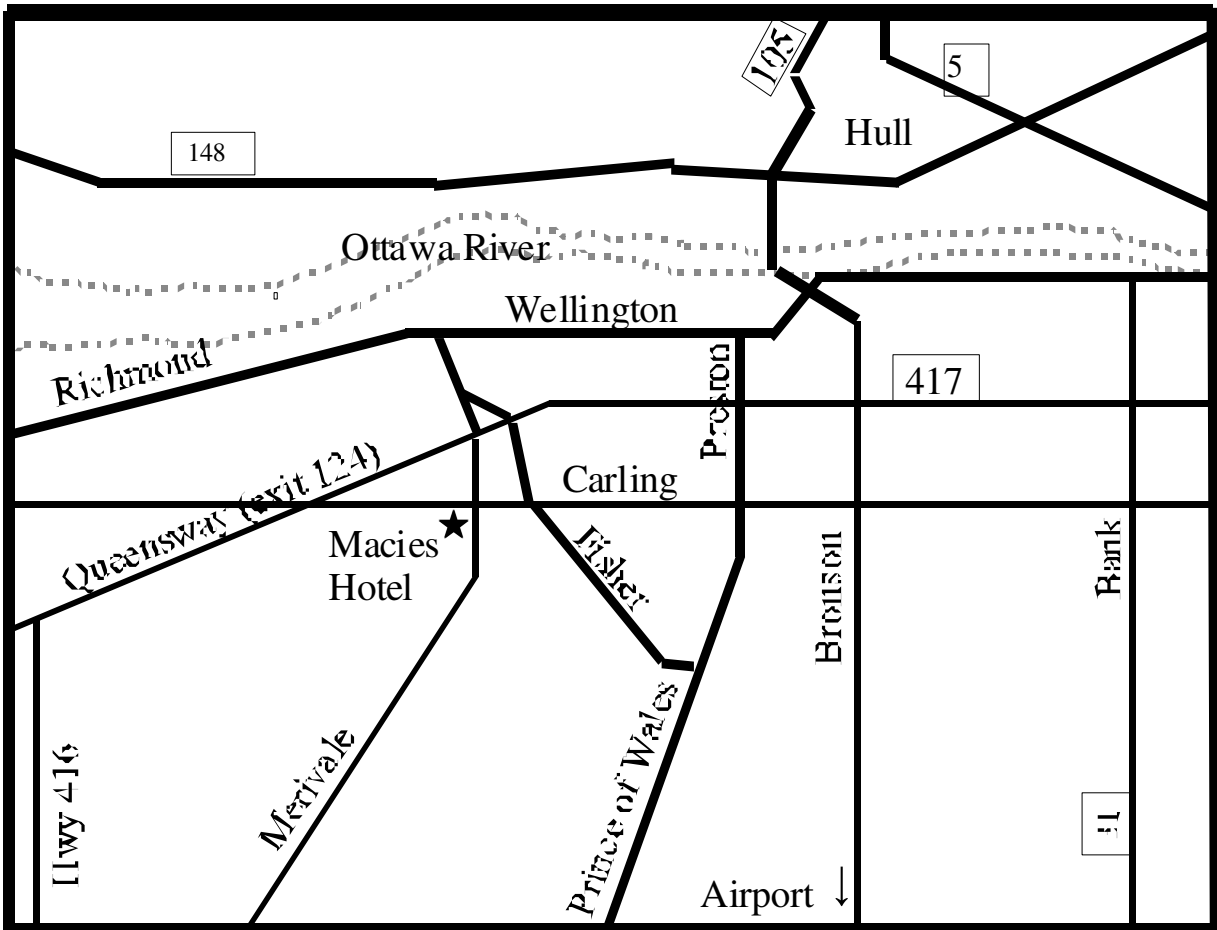 105
5
Hull
148
Ottawa River
Wellington
Richmond
Preston
417
Queensway (exit 124)
Carling
Macies
Hotel
Fisher
Bronson
Bank
Hwy 416
Merivale
Prince of Wales
Airport ↓